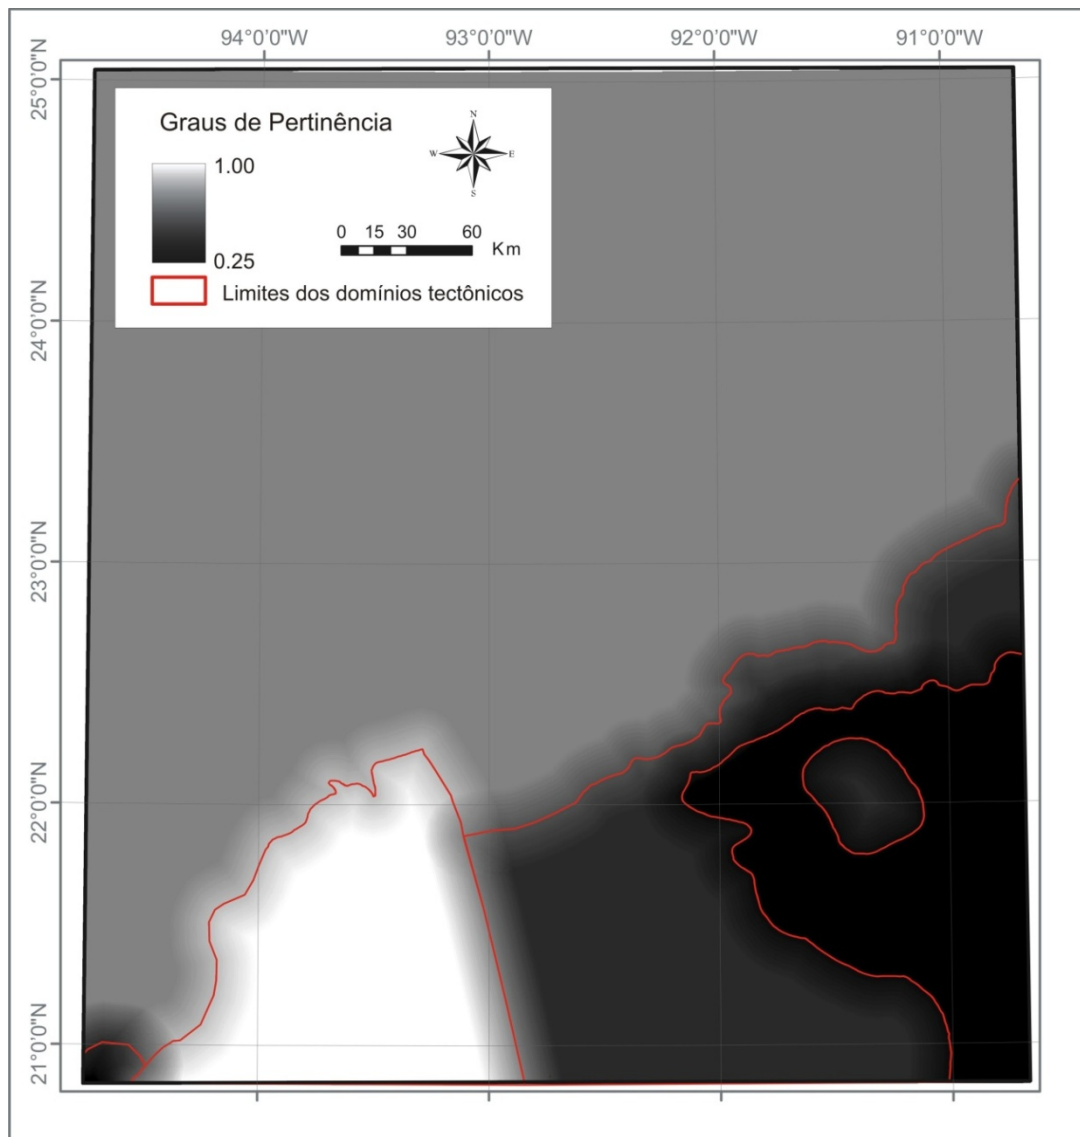 94°0'0"W 93°0'0"W 92°0'0"W 91°0'0"W
25°0'0"N
24°0'0"N
23°0'0"N
22°0'0"N
21°0'0"N
Graus de Pertinência
1.00
0.25
N
W E
S
0 15 30 60
Km
Limites dos domínios tectônicos